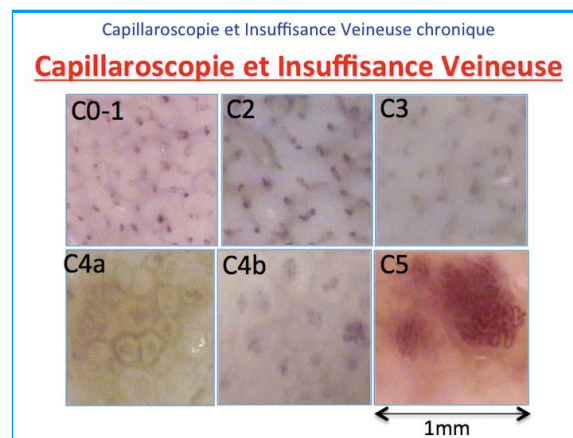 Capillaroscopie et Insuffisance Veineuse chronique
Capillaroscopie et Insuffisance Veineuse
C0-1 C2 C3
C4a C4b C5
1mm